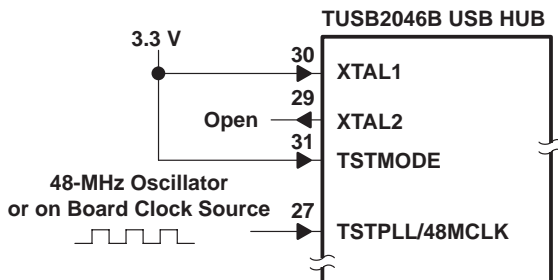 TUSB2046B USB HUB
3.3 V
30
XTAL1
29
Open
XTAL2
31
TSTMODE
48-MHz Oscillator
or on Board Clock Source
27
TSTPLL/48MCLK